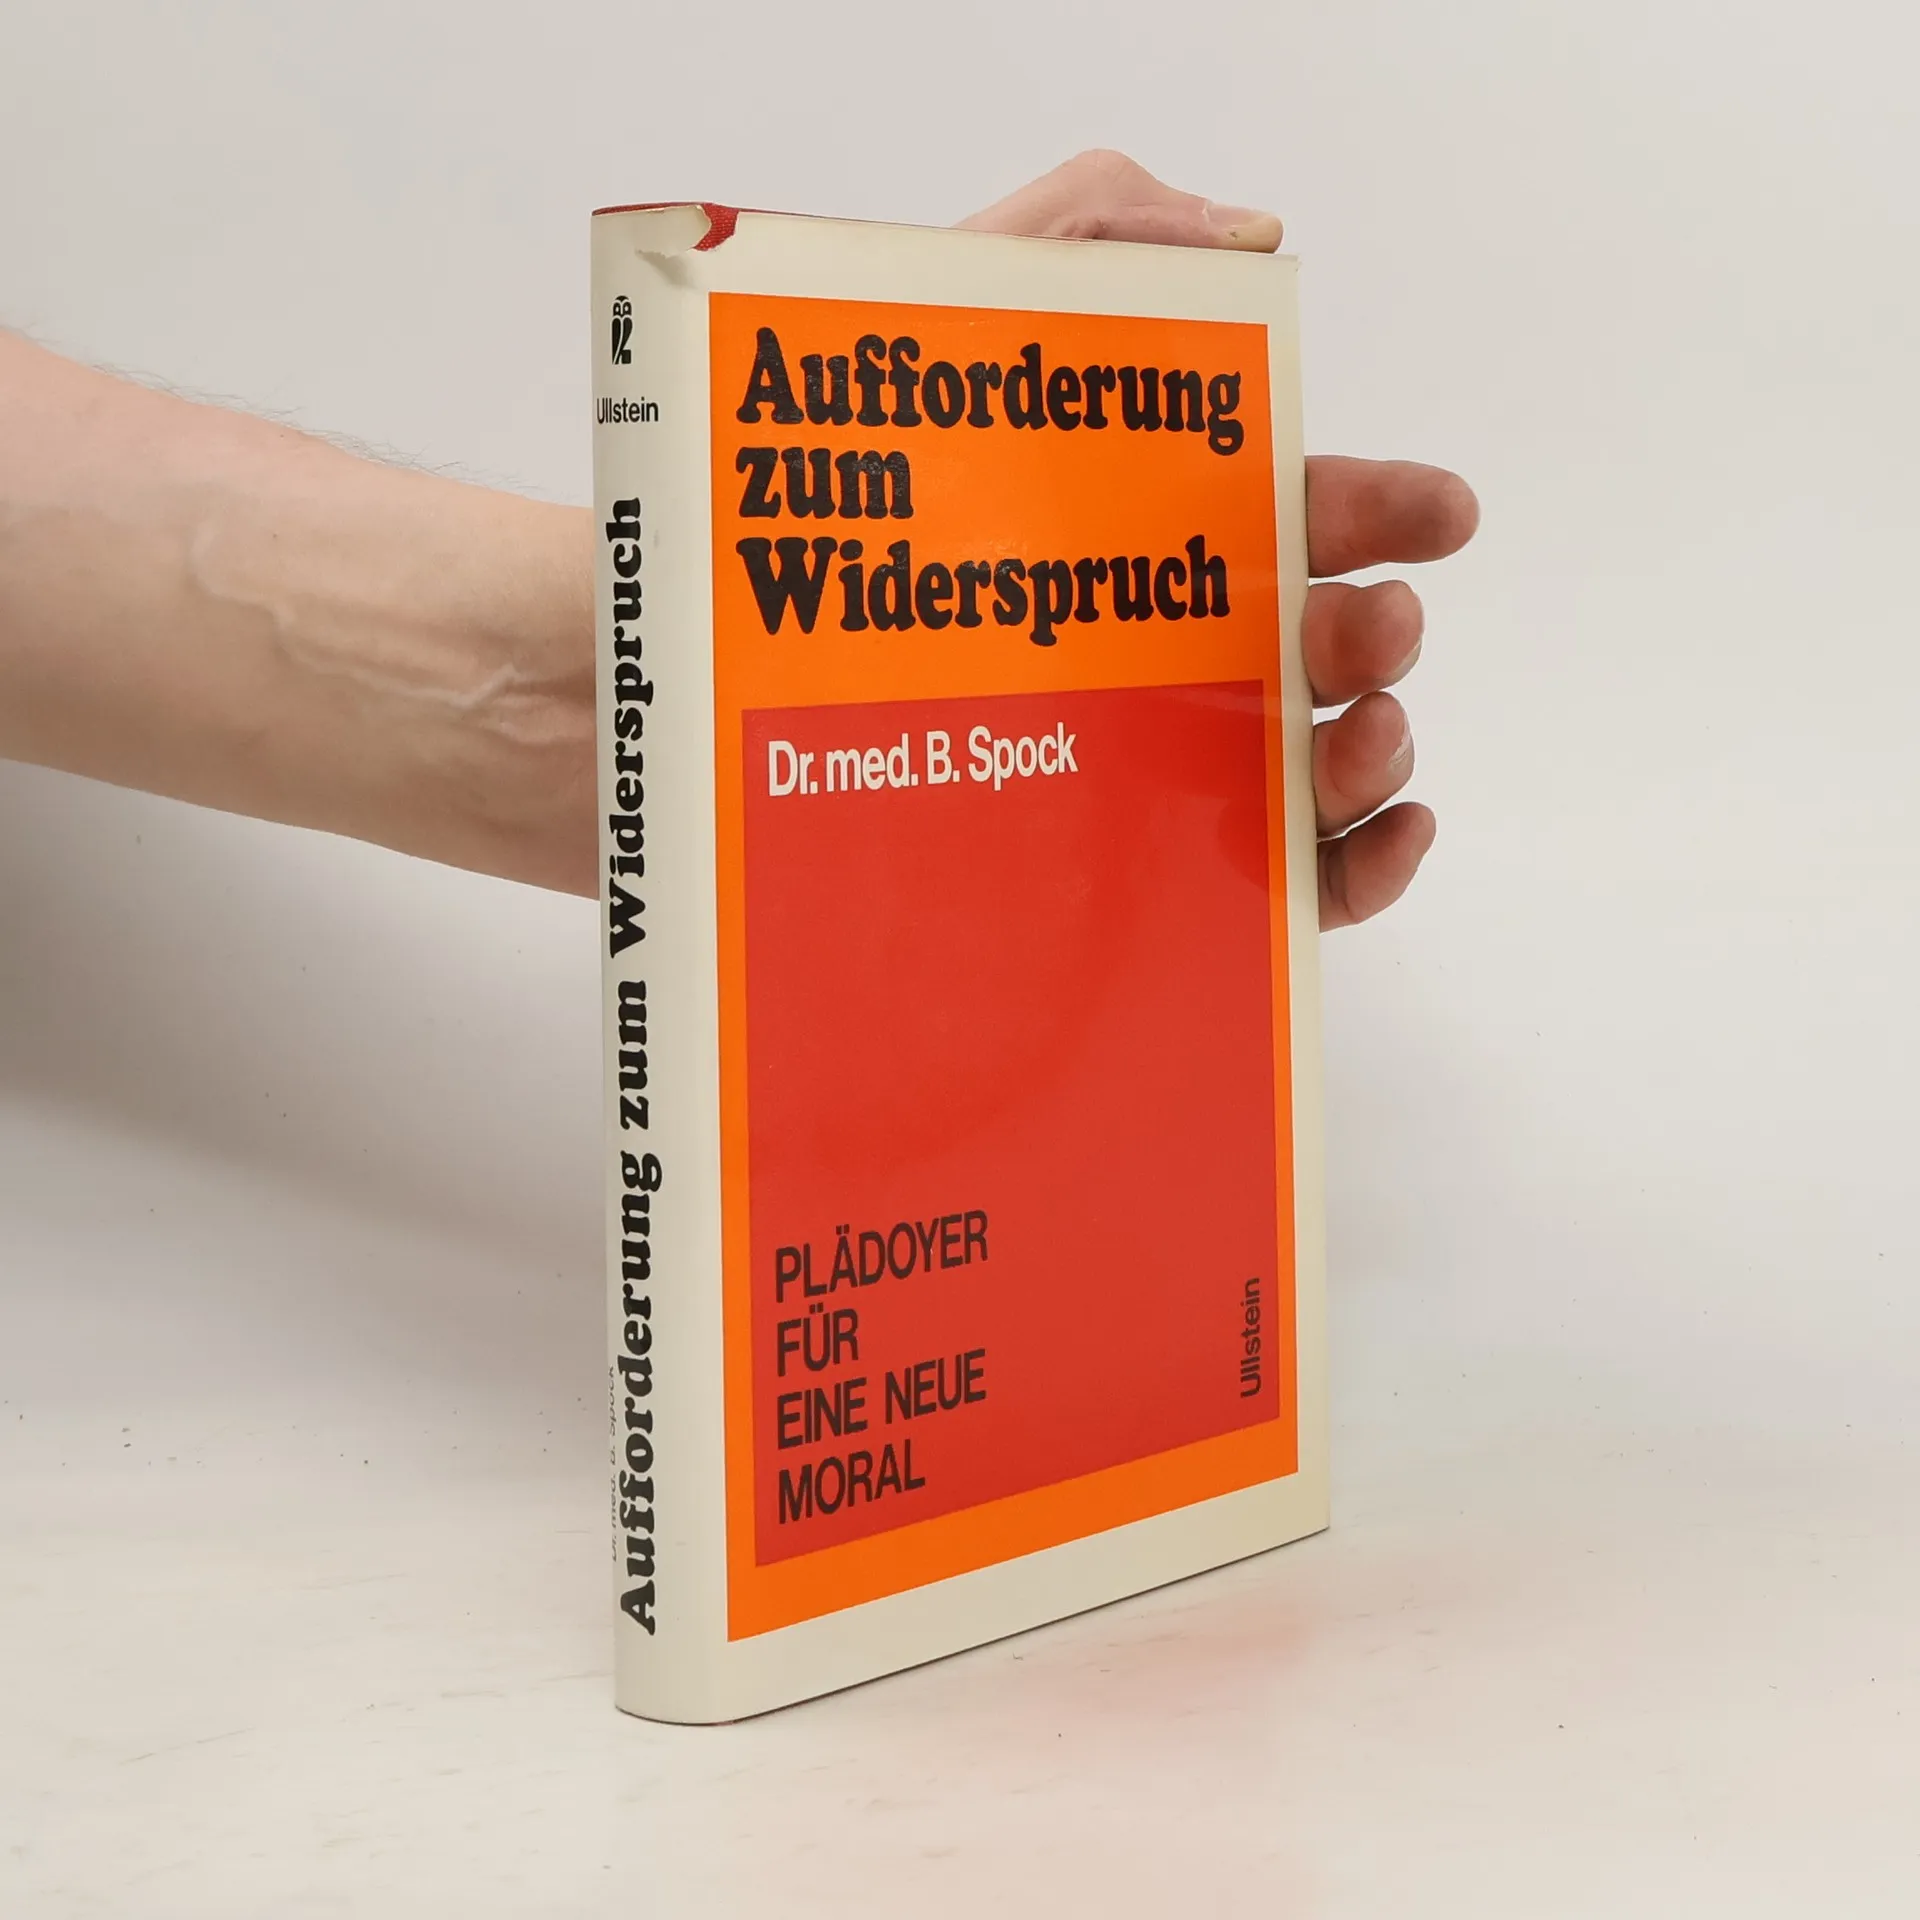 Ullstein
Aufforderung zum Widerspruch
Dr. med. B. Spock
Aufforderung
zum
Widerspruch
Dr. med. B. Spock
PLÄDOYER
FÜR
EINE NEUE
MORAL
Ullstein